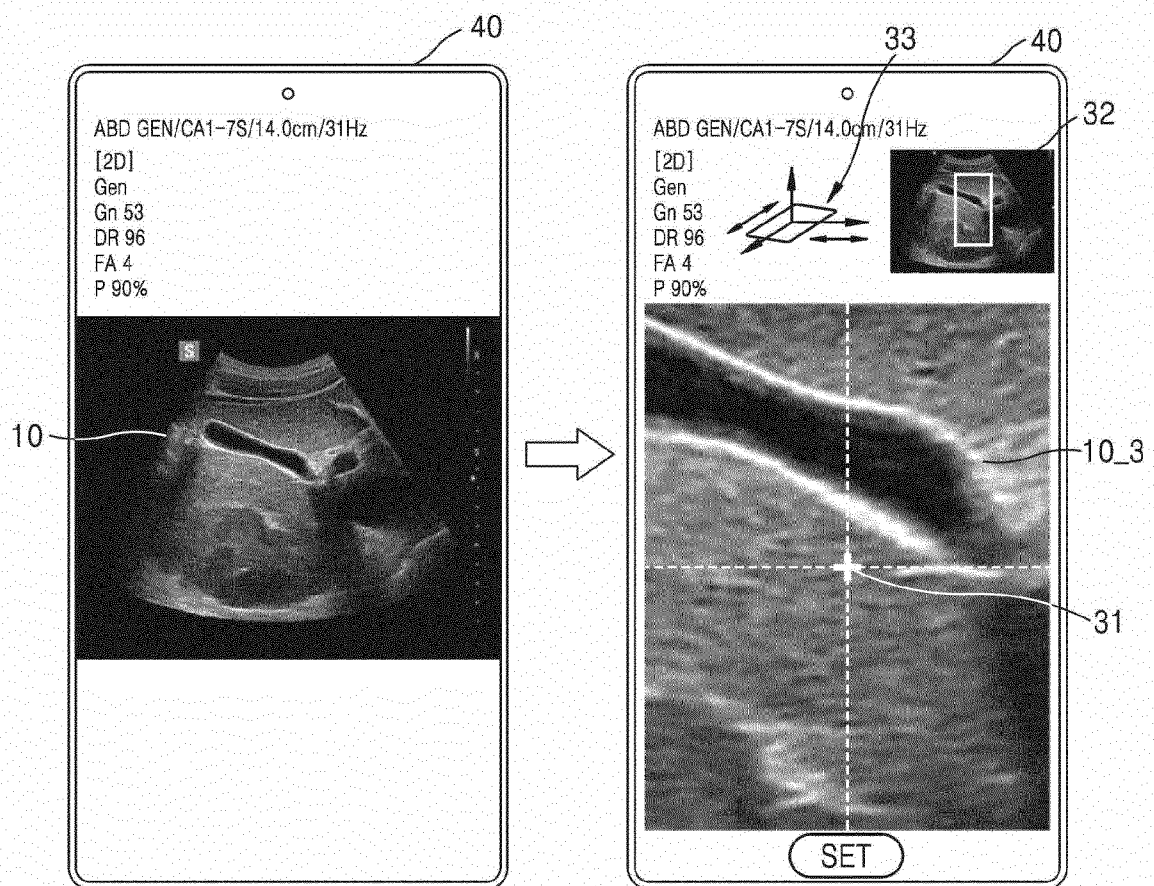 40
ABD GEN/CA1-7S/14.0cm/31Hz
[2D]
Gen
Gn 53
DR 96
FA 4
P 90%
S
10
33
40
32
ABD GEN/CA1-7S/14.0cm/31Hz
[2D]
Gen
Gn 53
DR 96
FA 4
P 90%
10_3
31
SET